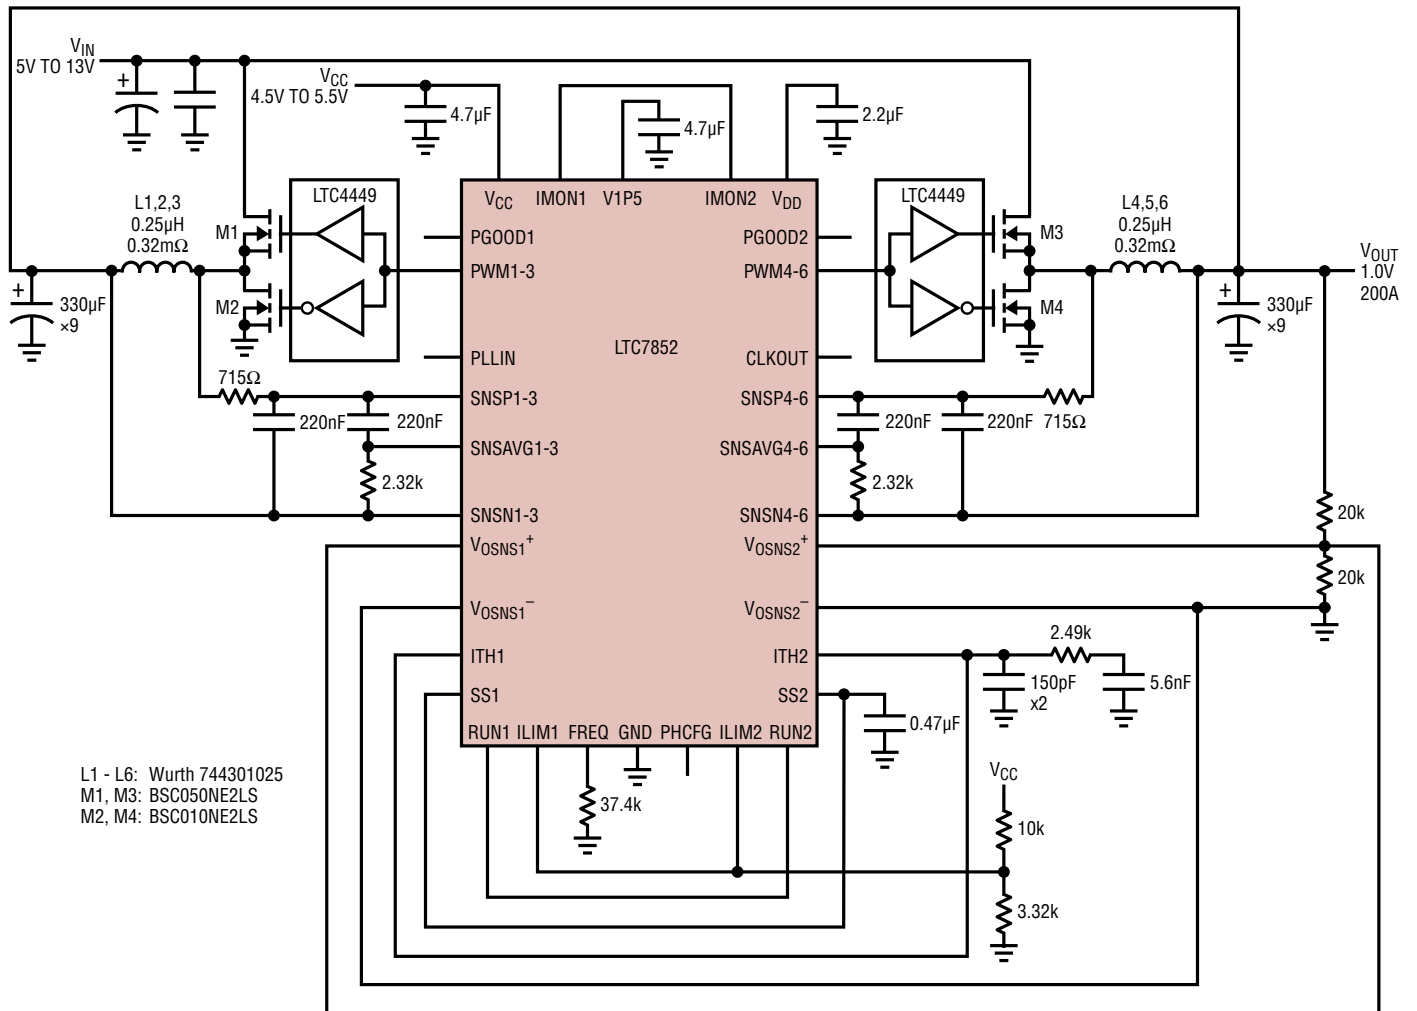 VIN
5V TO 13V
+
VCC
4.5V TO 5.5V
4.7µF
4.7µF
2.2µF
L1,2,3
0.25µH
0.32mΩ
M1
M2
LTC4449
VCC
IMON1
V1P5
IMON2
VDD
LTC4449
M3
M4
L4,5,6
0.25µH
0.32mΩ
VOUT
1.0V
200A
PGOOD1
PGOOD2
PWM1-3
PWM4-6
+
330µF
×9
+
330µF
×9
LTC7852
PLLIN
CLKOUT
715Ω
SNSP1-3
SNSP4-6
220nF
220nF
220nF
220nF
715Ω
SNSAVG1-3
SNSAVG4-6
2.32k
2.32k
SNSN1-3
SNSN4-6
20k
VOSNS1+
VOSNS2+
20k
VOSNS1–
VOSNS2–
2.49k
ITH1
ITH2
150pF
x2
5.6nF
SS1
SS2
0.47µF
RUN1
ILIM1
FREQ
GND
PHCFG
ILIM2
RUN2
VCC
37.4k
10k
3.32k
L1 - L6: Wurth 744301025
M1, M3: BSC050NE2LS
M2, M4: BSC010NE2LS